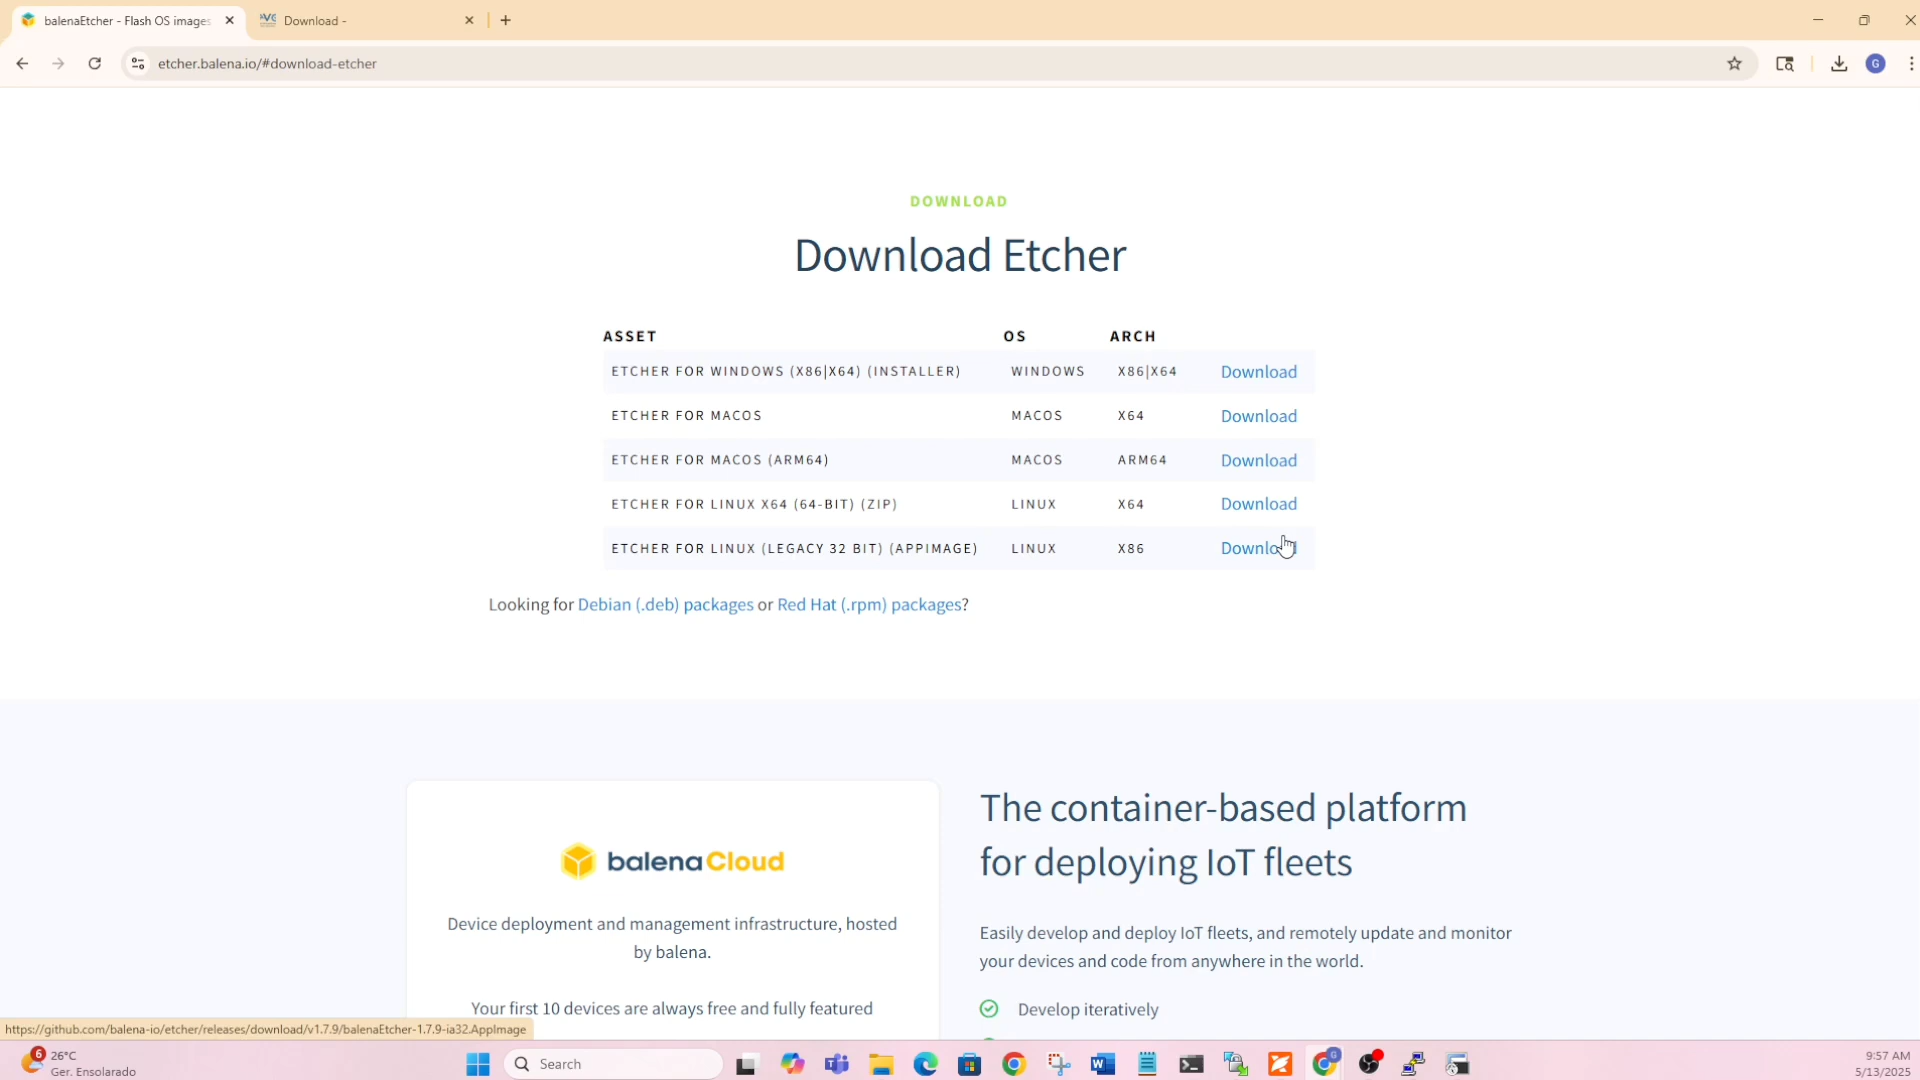 balenaEtcher - Flash OS images
Download -
etcher.balena.io/#download-etcher
G
DOWNLOAD
Download Etcher
ASSET OS ARCH
ETCHER FOR WINDOWS (X86|X64) (INSTALLER) WINDOWS X86|X64 Download
ETCHER FOR MACOS MACOS X64 Download
ETCHER FOR MACOS (ARM64) MACOS ARM64 Download
ETCHER FOR LINUX X64 (64-BIT) (ZIP) LINUX X64 Download
ETCHER FOR LINUX (LEGACY 32 BIT) (APPIMAGE) LINUX X86 Download
Looking for Debian (.deb) packages or Red Hat (.rpm) packages?
balenaCloud
Device deployment and management infrastructure, hosted
by balena.
Your first 10 devices are always free and fully featured
The container-based platform
for deploying IoT fleets
Easily develop and deploy IoT fleets, and remotely update and monitor
your devices and code from anywhere in the world.
Develop iteratively
https://github.com/balena-io/etcher/releases/download/v1.7.9/balenaEtcher-1.7.9-ia32.AppImage
6
26°C
Ger. Ensolarado
Search
9:57 AM
5/13/2025